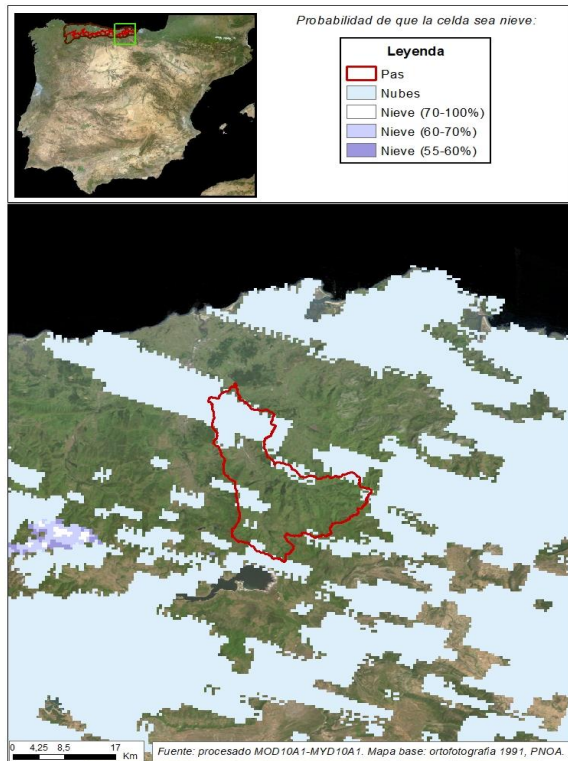 Probabilidad de que la celda sea nieve:
Leyenda
Pas
Nubes
Nieve (70-100%)
Nieve (60-70%)
Nieve (55-60%)
0 4,25 8,5 17
Km
Fuente: procesado MOD10A1-MYD10A1. Mapa base: ortofotografia 1991, PNOA.